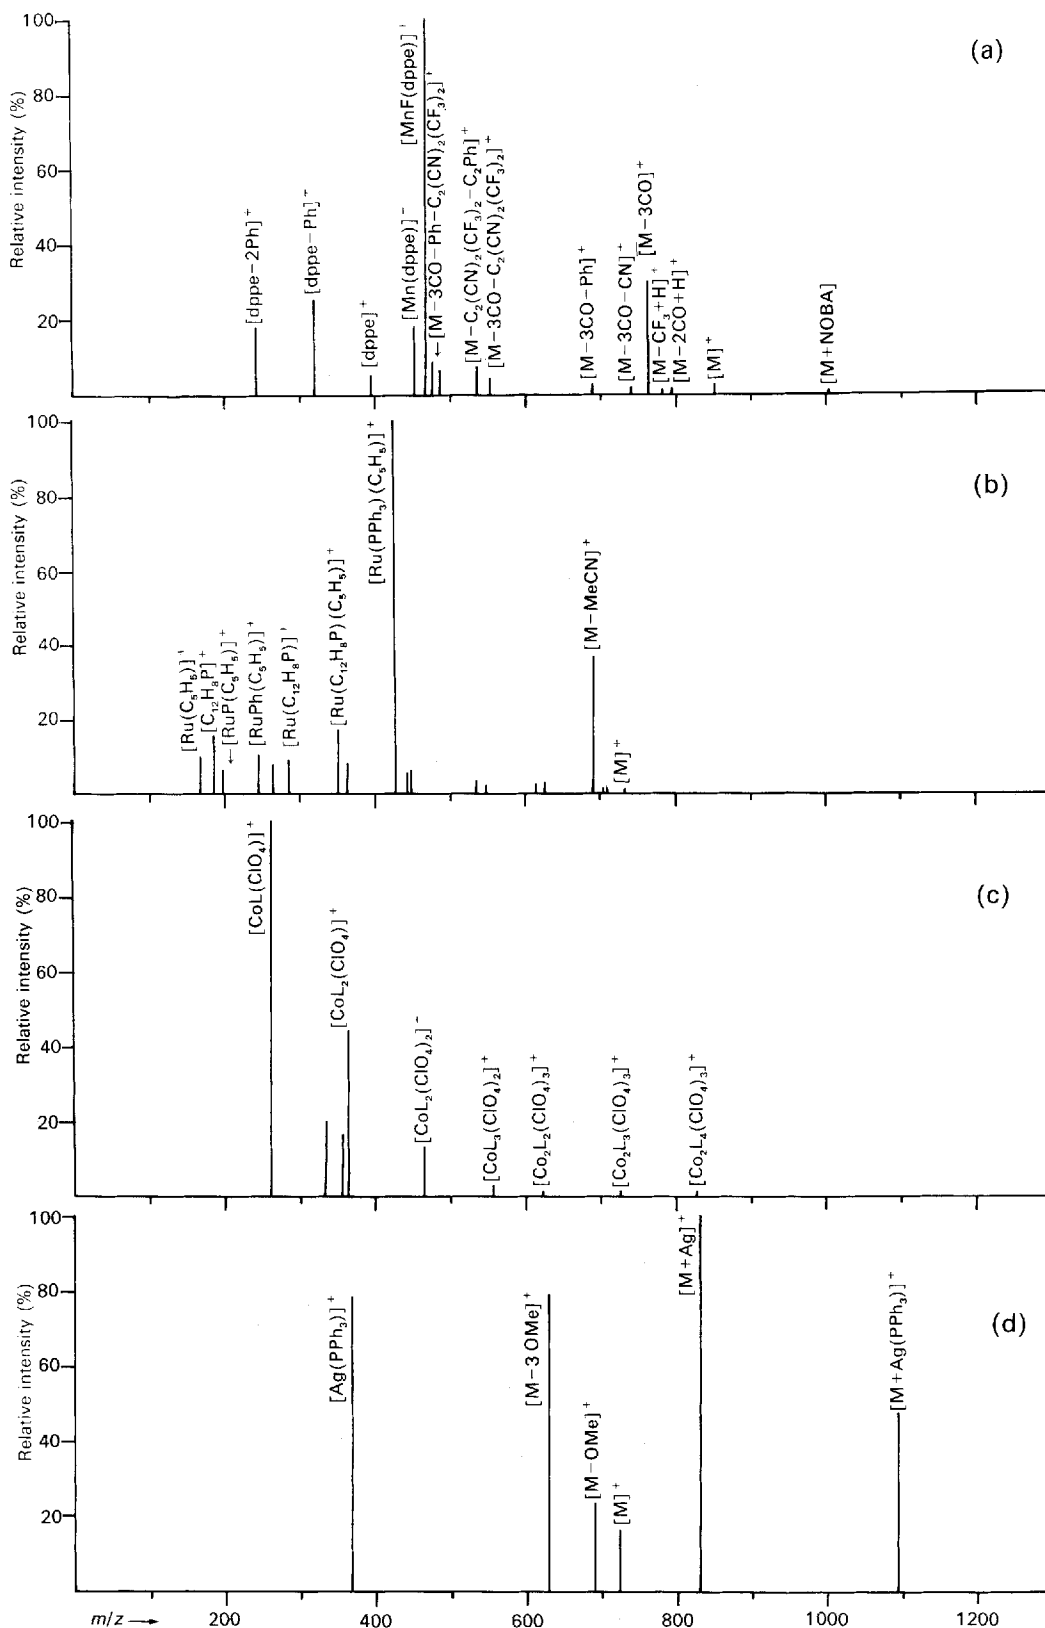 (a)
Relative intensity (%)
100
80
60
40
20
[dppe−2Ph]⁺
[dppe−Ph]⁺
[dppe]⁺
[Mn(dppe)]⁻
[MnF(dppe)]⁺
[M−3CO−Ph−C₂(CN)₂(CF₃)₂]⁺
[M−C₂(CN)₂(CF₃)₂−C₂Ph]⁺
[M−3CO−C₂(CN)₂(CF₃)₂]⁺
[M−3CO−Ph]⁺
[M−3CO−CN]⁺
[M−3CO]⁺
[M−CF₃+H]⁺
[M−2CO+H]⁺
[M]⁺
[M+NOBA]
(b)
Relative intensity (%)
100
80
60
40
20
[Ru(C₅H₅)]⁺
[C₁₂H₈P]⁺
[RuP(C₅H₅)]⁺
[RuPh(C₅H₅)]⁺
[Ru(C₁₂H₈P)]⁺
[Ru(C₁₂H₈P)(C₅H₅)]⁺
[Ru(PPh₃)(C₅H₅)]⁺
[M−MeCN]⁺
[M]⁺
(c)
Relative intensity (%)
100
80
60
40
20
[CoL(ClO₄)]⁺
[CoL₂(ClO₄)]⁺
[CoL₂(ClO₄)₂]⁻
[CoL₃(ClO₄)₂]⁺
[Co₂L₂(ClO₄)₃]⁺
[Co₂L₃(ClO₄)₃]⁺
[Co₂L₄(ClO₄)₃]⁺
(d)
Relative intensity (%)
100
80
60
40
20
[Ag(PPh₃)]⁺
[M−3 OMe]⁺
[M−OMe]⁺
[M]⁺
[M+Ag]⁺
[M+Ag(PPh₃)]⁺
m/z → 200 400 600 800 1000 1200